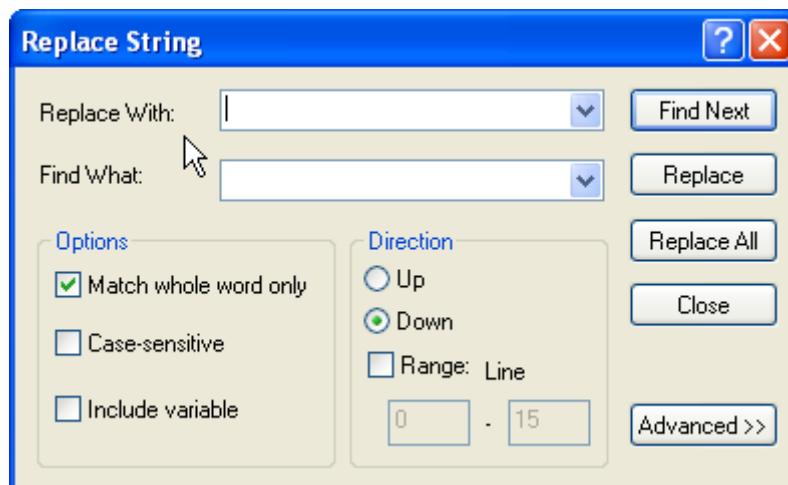 Replace String
Replace With:
Find Next
Find What:
Replace
Options
Direction
Replace All
Match whole word only
Up
Close
Case-sensitive
Down
Range: Line
Include variable
0 - 15
Advanced >>